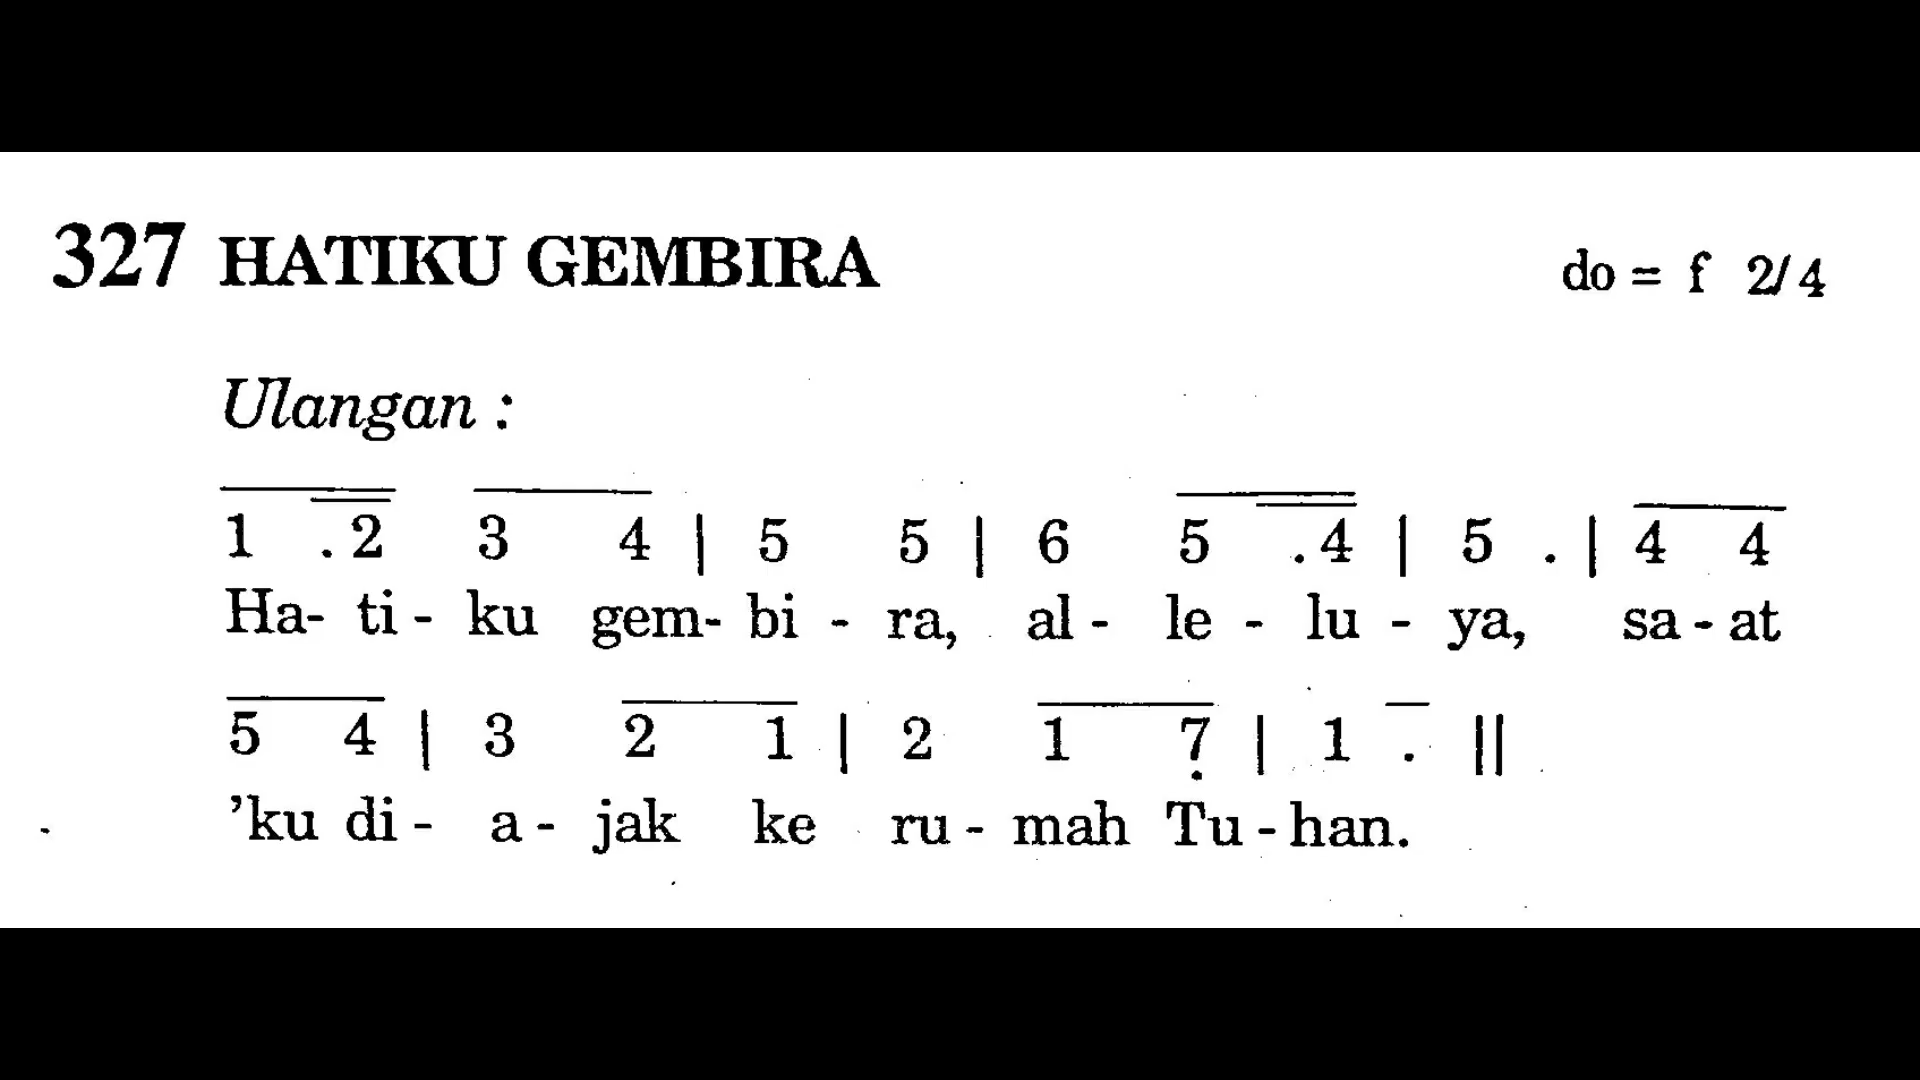 327 HATIKU GEMBIRA do = f 2/4
Ulangan :
1 .2 3 4 | 5 5 | 6 5 .4 | 5 . | 4 4
Ha- ti - ku gem- bi - ra, al - le - lu - ya, sa - at
5 4 | 3 2 1 | 2 1 7̣ | 1 . ||
’ku di - a - jak ke ru - mah Tu - han.